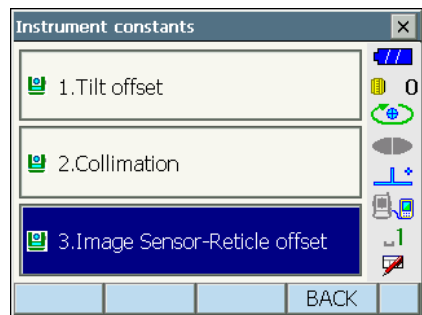 Instrument constants
0
1.Tilt offset
2.Collimation
3.Image Sensor-Reticle offset
1
BACK